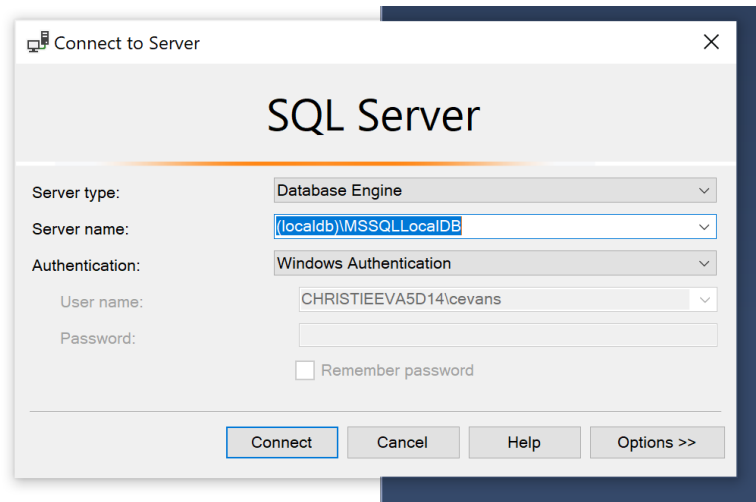 Connect to Server
SQL Server
Server type: Database Engine
Server name: (localdb)\MSSQLLocalDB
Authentication: Windows Authentication
User name: CHRISTIEEVA5D14\cevans
Password:
Remember password
Connect Cancel Help Options >>